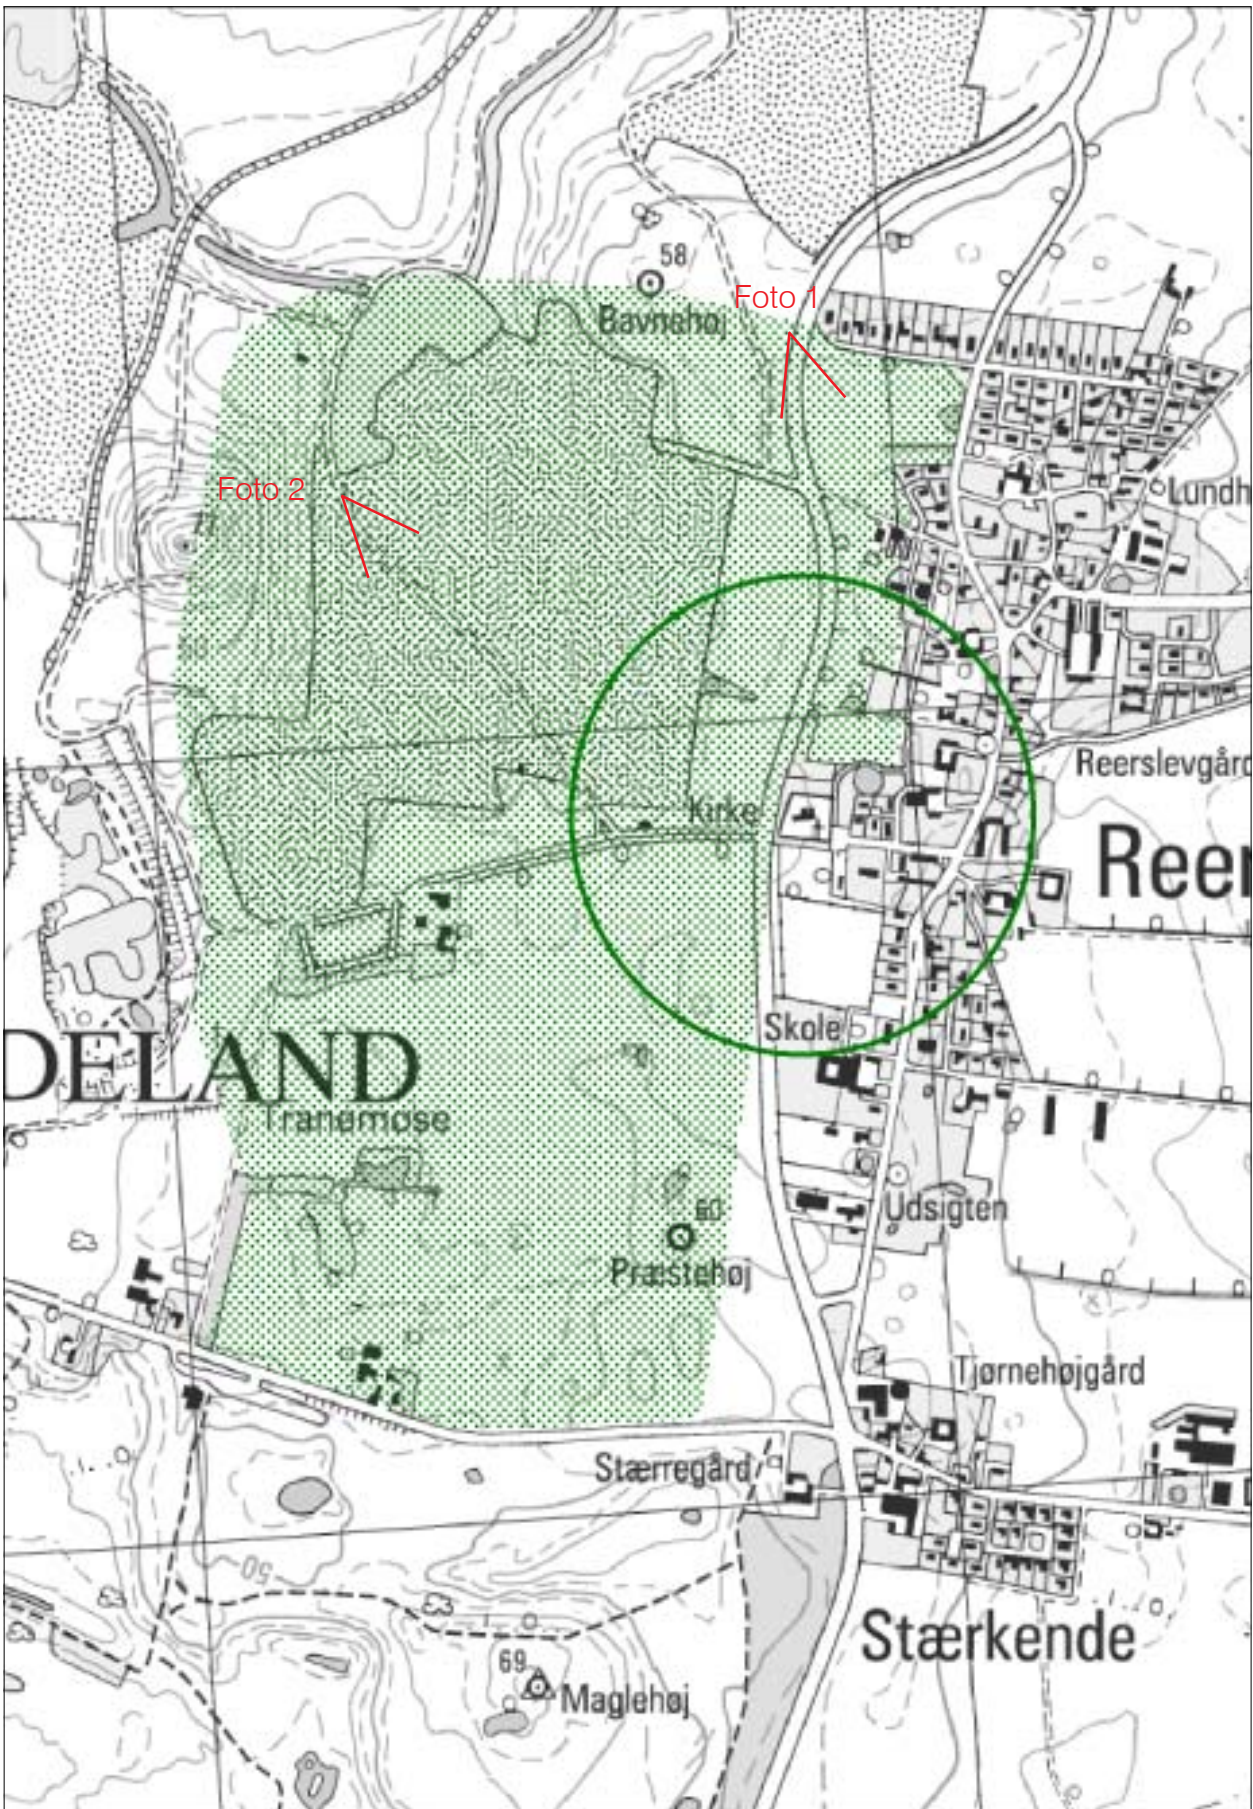 58
Foto 1
Bavnehøj
Foto 2
Lundh
Reerslevgård
Kirke
Reer
Skole
DELAND
Tranemose
60
Udsigten
Præstehøj
Tjørnehøjgård
Stærregård
50
Stærkende
69
Maglehøj